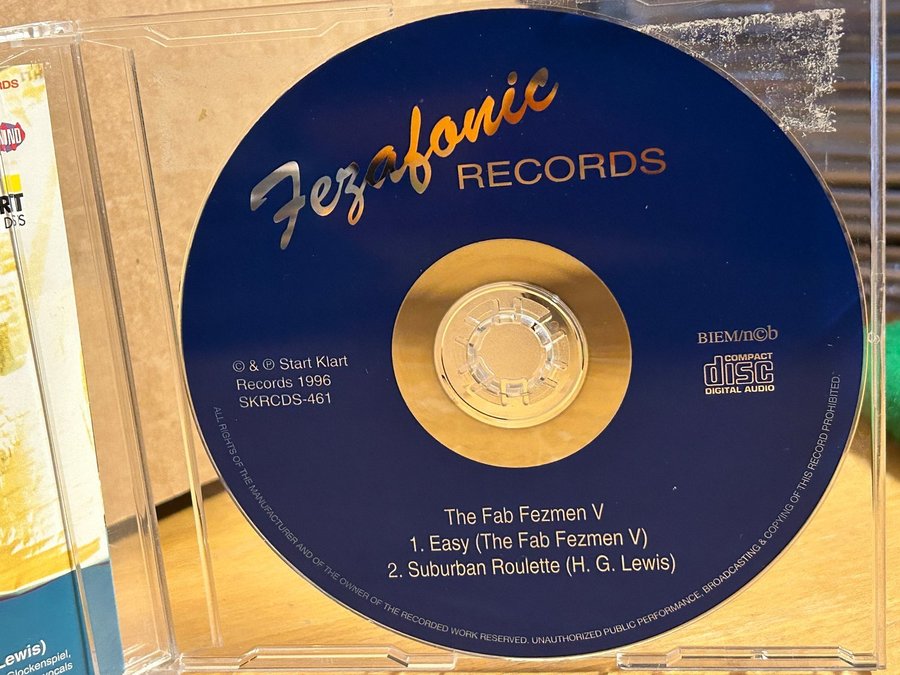 Fezafonic
RECORDS
BIEM/n©b
COMPACT
disc
DIGITAL AUDIO
© & ℗ Start Klart
Records 1996
SKRCDS-461
The Fab Fezmen V
1. Easy (The Fab Fezmen V)
2. Suburban Roulette (H. G. Lewis)
ALL RIGHTS OF THE MANUFACTURER AND OF THE OWNER OF THE RECORDED WORK RESERVED. UNAUTHORIZED PUBLIC PERFORMANCE, BROADCASTING & COPYING OF THIS RECORD PROHIBITED.
Lewis)
Glockenspiel,
vocals